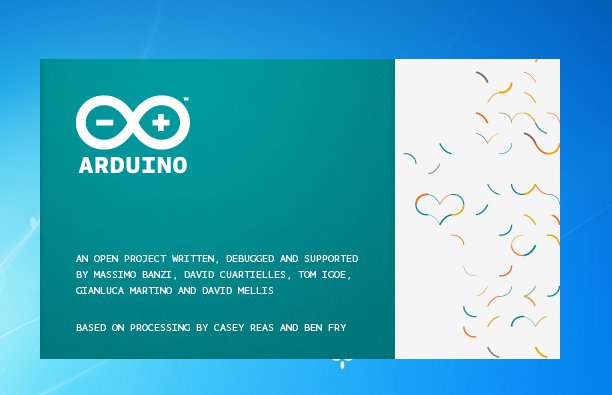 ARDUINO
AN OPEN PROJECT WRITTEN, DEBUGGED AND SUPPORTED
BY MASSIMO BANZI, DAVID CUARTIELLES, TOM IGOE,
GIANLUCA MARTINO AND DAVID MELLIS
BASED ON PROCESSING BY CASEY REAS AND BEN FRY